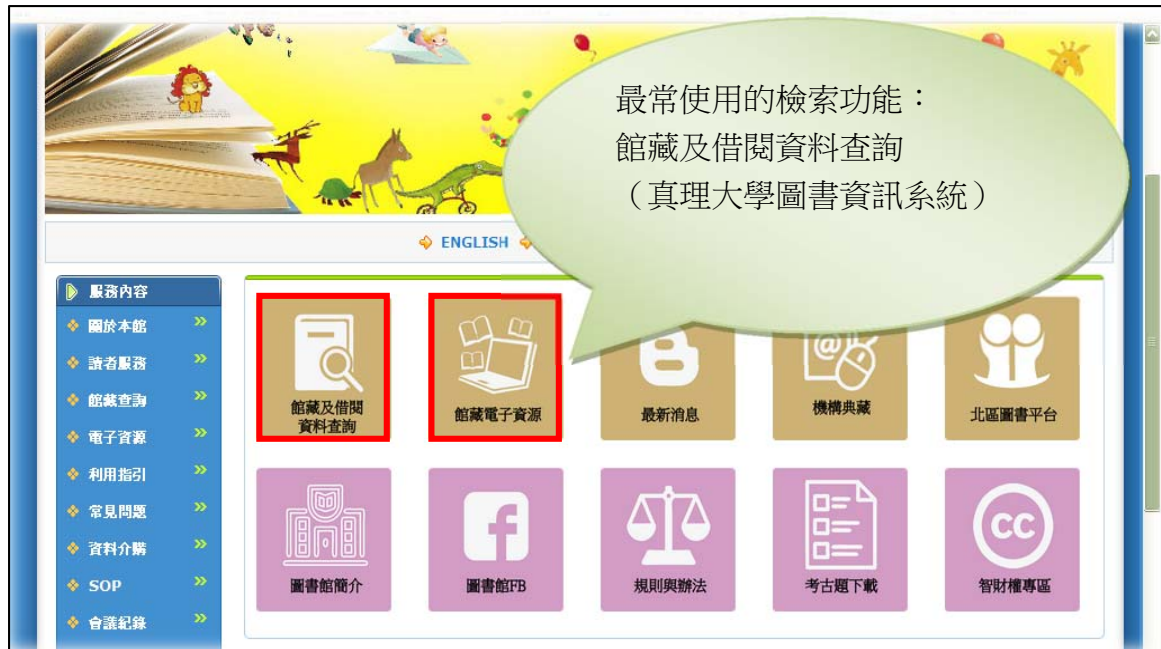 最常使用的檢索功能：
館藏及借閱資料查詢
（真理大學圖書資訊系統）
ENGLISH
服務內容
關於本館
讀者服務
館藏查詢
電子資源
利用指引
常見問題
資料介購
SOP
會議紀錄
館藏及借閱
資料查詢
館藏電子資源
最新消息
機構典藏
北區圖書平台
圖書館簡介
圖書館FB
規則與辦法
考古題下載
智財權專區